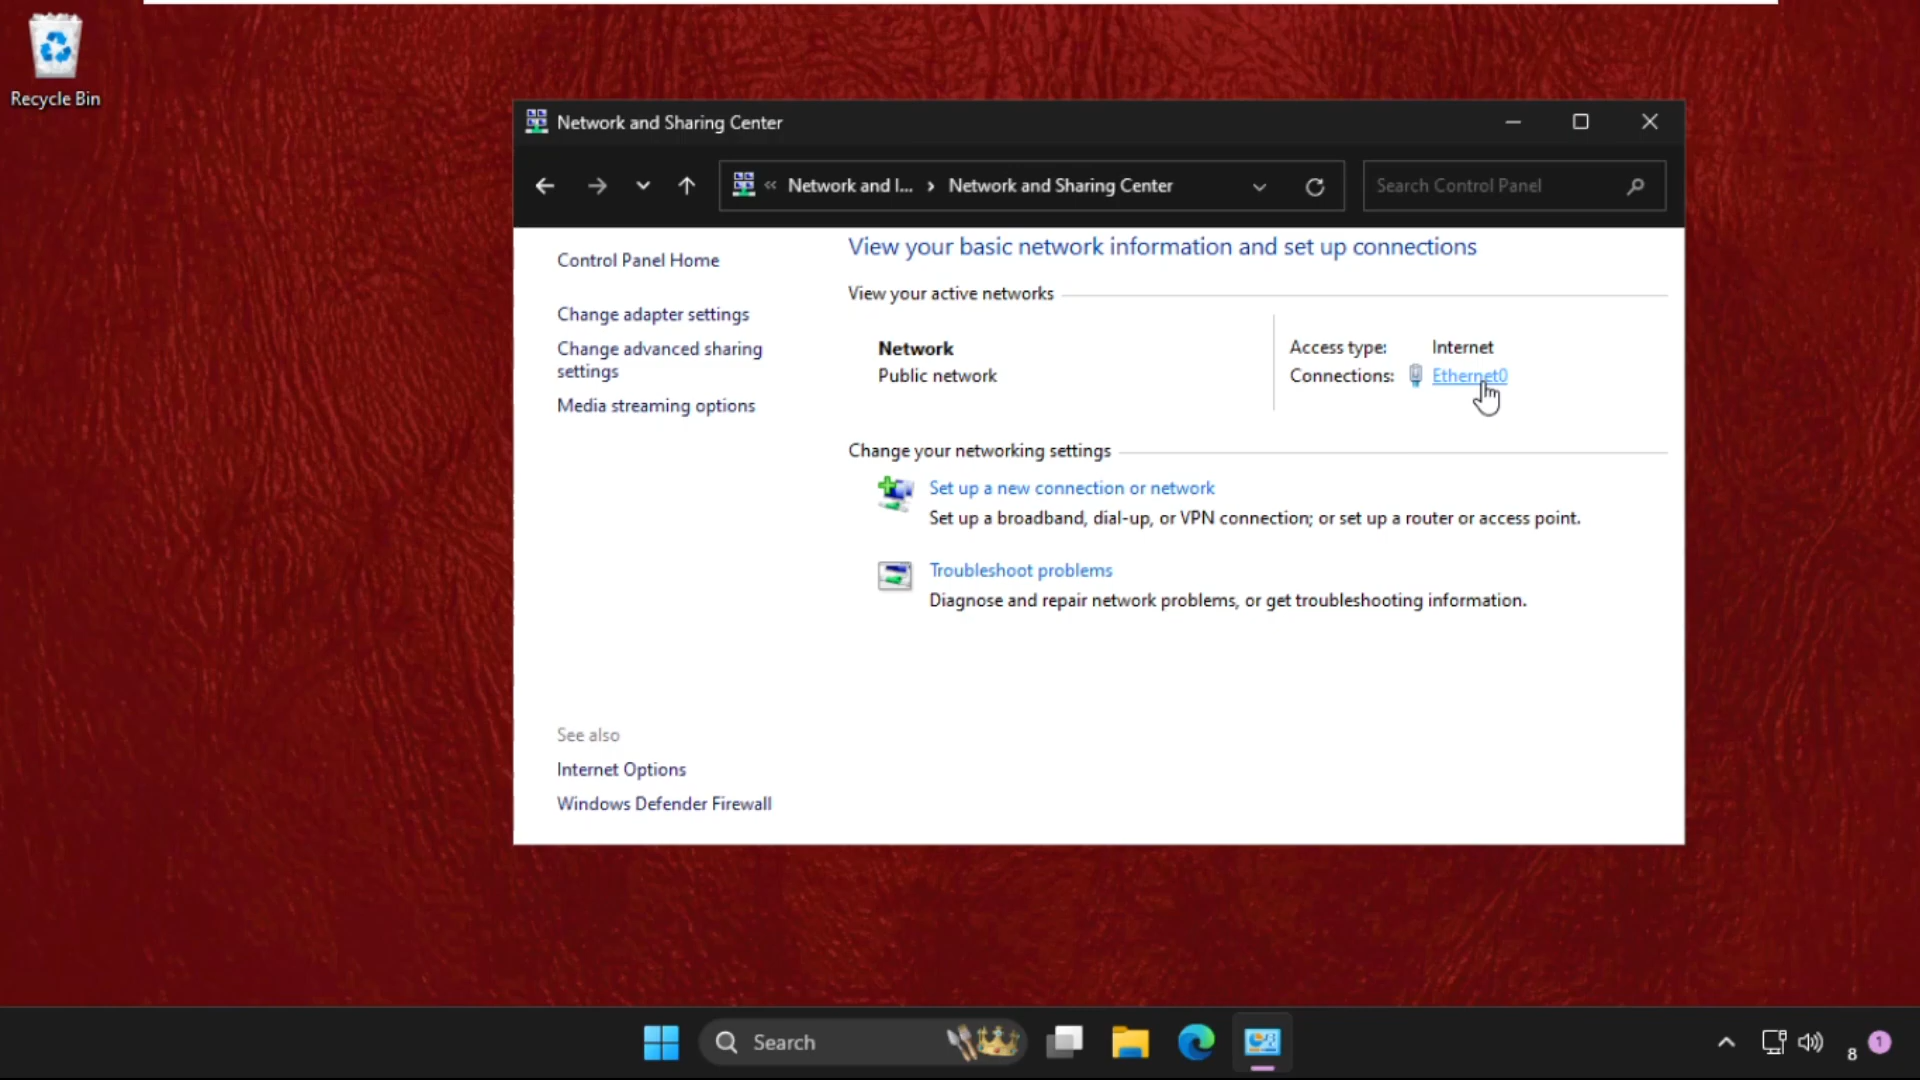 Recycle Bin
Network and Sharing Center
« Network and I... › Network and Sharing Center
Search Control Panel
Control Panel Home
Change adapter settings
Change advanced sharing
settings
Media streaming options
See also
Internet Options
Windows Defender Firewall
View your basic network information and set up connections
View your active networks
Network
Public network
Access type: Internet
Connections: Ethernet0
Change your networking settings
Set up a new connection or network
Set up a broadband, dial-up, or VPN connection; or set up a router or access point.
Troubleshoot problems
Diagnose and repair network problems, or get troubleshooting information.
Search
8
1